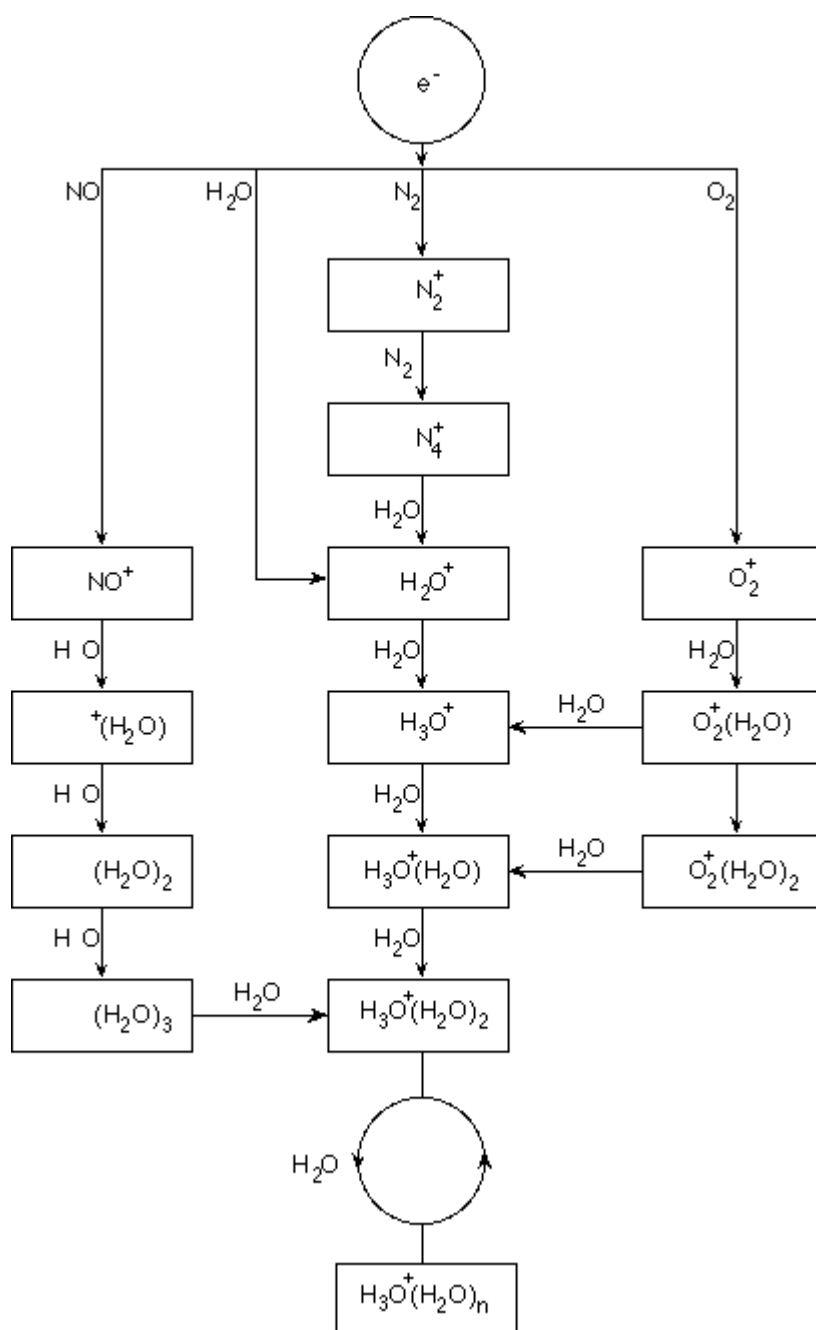 e⁻
NO H₂O N₂ O₂
N₂⁺
N₂
N₄⁺
H₂O
NO⁺ H₂O⁺ O₂⁺
H O H₂O H₂O
⁺(H₂O) H₃O⁺ H₂O O₂⁺(H₂O)
H O H₂O
(H₂O)₂ H₃O⁺(H₂O) H₂O O₂⁺(H₂O)₂
H O H₂O
(H₂O)₃ H₂O H₃O⁺(H₂O)₂
H₂O
H₃O⁺(H₂O)ₙ